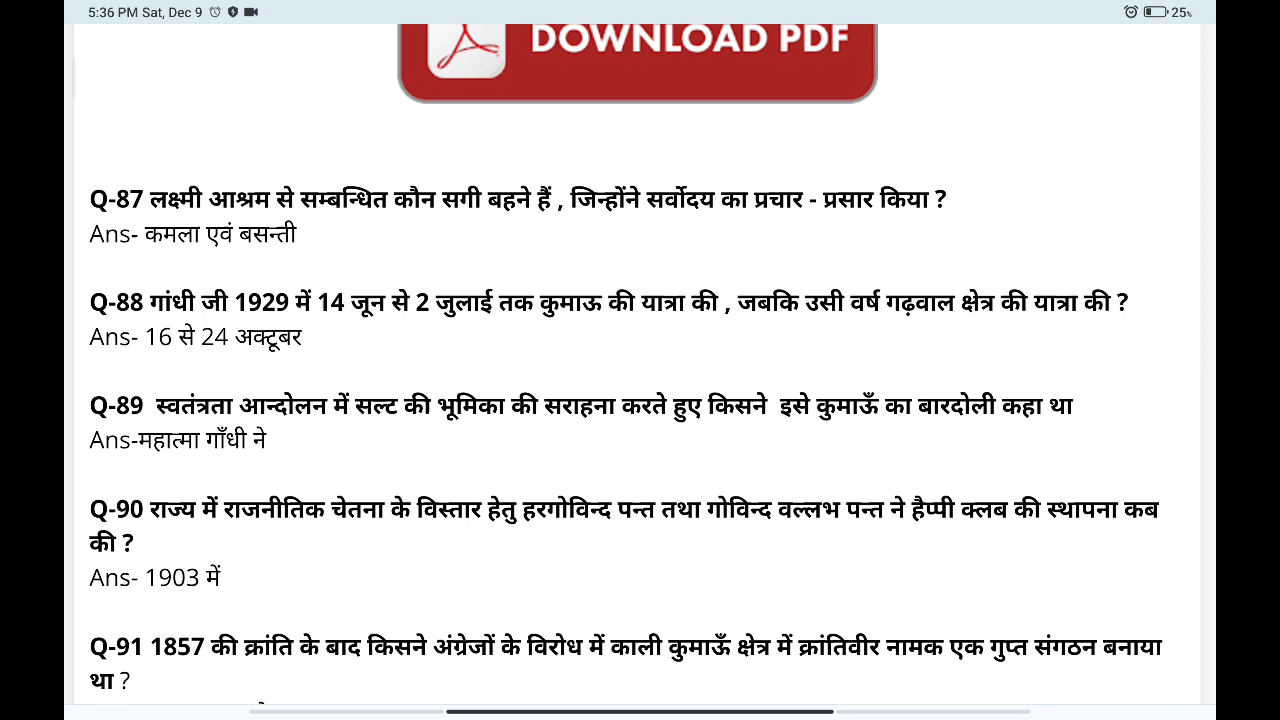 5:36 PM Sat, Dec 9
25%
DOWNLOAD PDF
Q-87 लक्ष्मी आश्रम से सम्बन्धित कौन सगी बहने हैं , जिन्होंने सर्वोदय का प्रचार - प्रसार किया ?
Ans- कमला एवं बसन्ती
Q-88 गांधी जी 1929 में 14 जून से 2 जुलाई तक कुमाऊ की यात्रा की , जबकि उसी वर्ष गढ़वाल क्षेत्र की यात्रा की ?
Ans- 16 से 24 अक्टूबर
Q-89 स्वतंत्रता आन्दोलन में सल्ट की भूमिका की सराहना करते हुए किसने इसे कुमाऊँ का बारदोली कहा था
Ans-महात्मा गाँधी ने
Q-90 राज्य में राजनीतिक चेतना के विस्तार हेतु हरगोविन्द पन्त तथा गोविन्द वल्लभ पन्त ने हैप्पी क्लब की स्थापना कब
की ?
Ans- 1903 में
Q-91 1857 की क्रांति के बाद किसने अंग्रेजों के विरोध में काली कुमाऊँ क्षेत्र में क्रांतिवीर नामक एक गुप्त संगठन बनाया
था ?